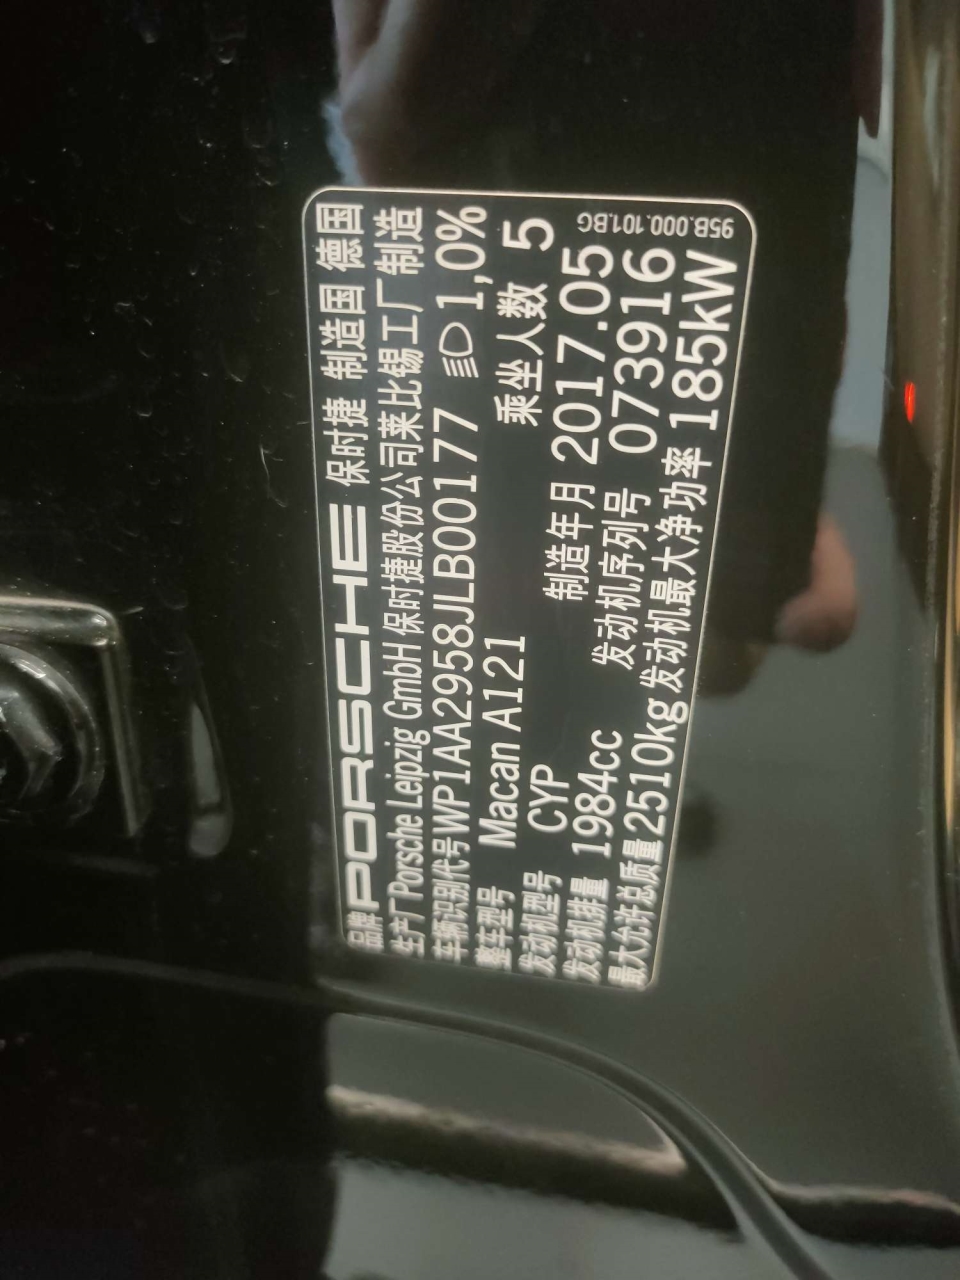 品牌 PORSCHE 保时捷 制造国 德国
生产厂 Porsche Leipzig GmbH 保时捷股份公司莱比锡工厂制造
车辆识别代号 WP1AA2958JLB00177 1,0%
整车型号 Macan A121 乘坐人数 5
发动机型号 CYP 制造年月 2017.05
发动机排量 1984cc 发动机序列号 073916
最大允许总质量 2510kg 发动机最大净功率 185kW
95B.000.101.BG